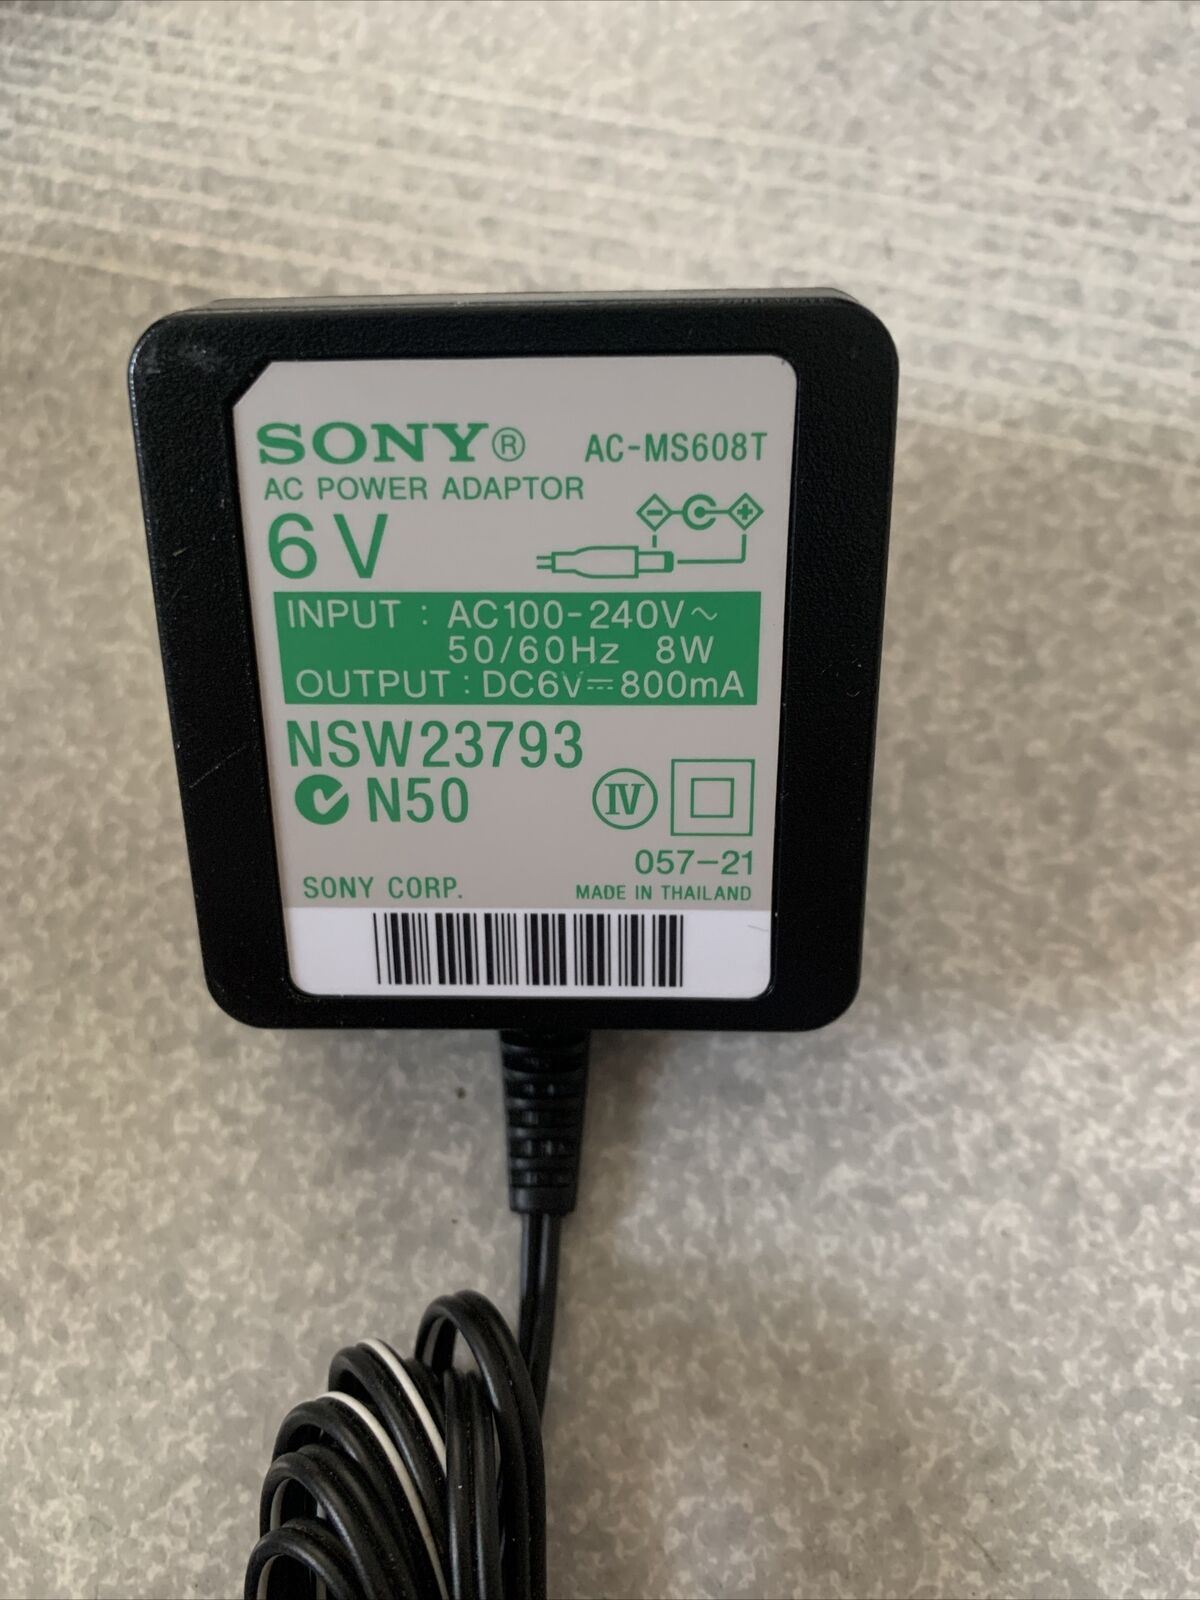 SONY® AC-MS608T
AC POWER ADAPTOR
6V
INPUT : AC100-240V~
50/60Hz 8W
OUTPUT : DC6V⎓800mA
NSW23793
N50 IV
057-21
SONY CORP. MADE IN THAILAND